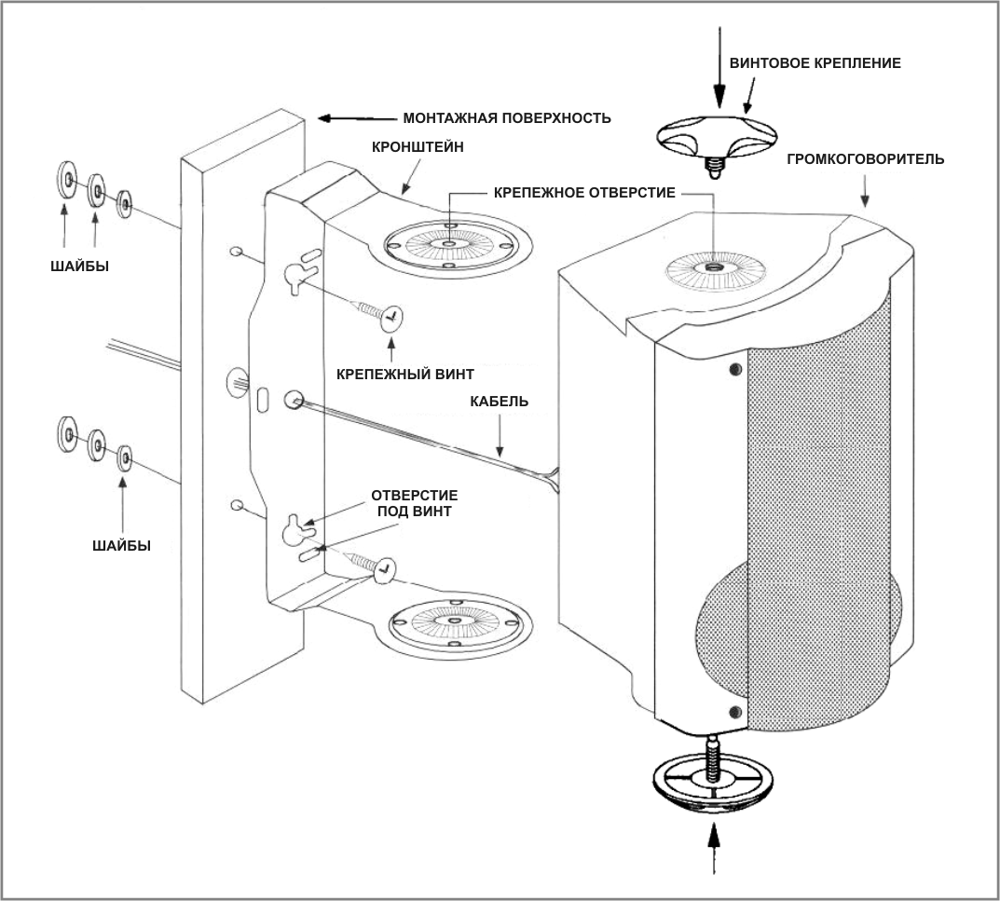 ВИНТОВОЕ КРЕПЛЕНИЕ
МОНТАЖНАЯ ПОВЕРХНОСТЬ
КРОНШТЕЙН
ГРОМКОГОВОРИТЕЛЬ
КРЕПЕЖНОЕ ОТВЕРСТИЕ
ШАЙБЫ
КРЕПЕЖНЫЙ ВИНТ
КАБЕЛЬ
ОТВЕРСТИЕ
ПОД ВИНТ
ШАЙБЫ